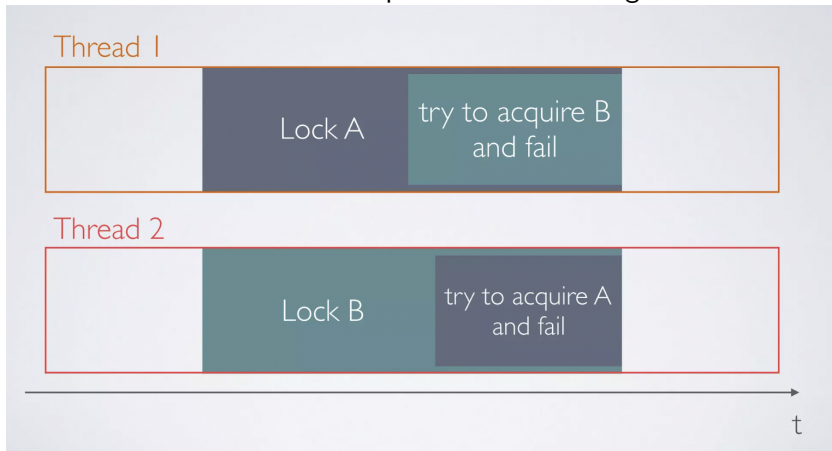 Thread 1
Lock A
try to acquire B
and fail
Thread 2
Lock B
try to acquire A
and fail
t